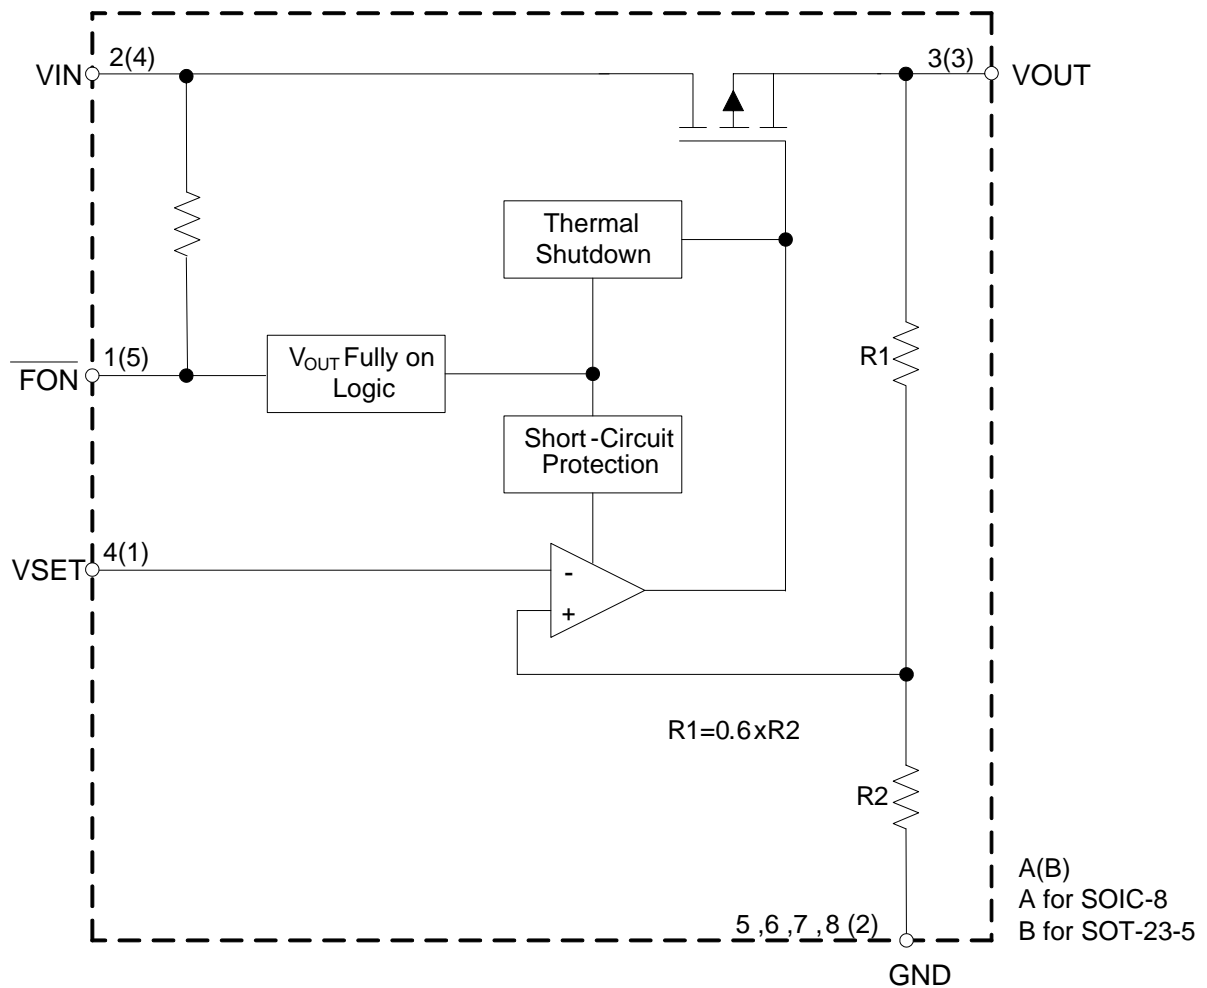 2(4)
VIN
3(3)
VOUT
Thermal
Shutdown
1(5)
FON
VOUT Fully on
Logic
R1
Short-Circuit
Protection
4(1)
VSET
-
+
R1=0.6xR2
R2
A(B)
A for SOIC-8
B for SOT-23-5
5 ,6 ,7 ,8 (2)
GND